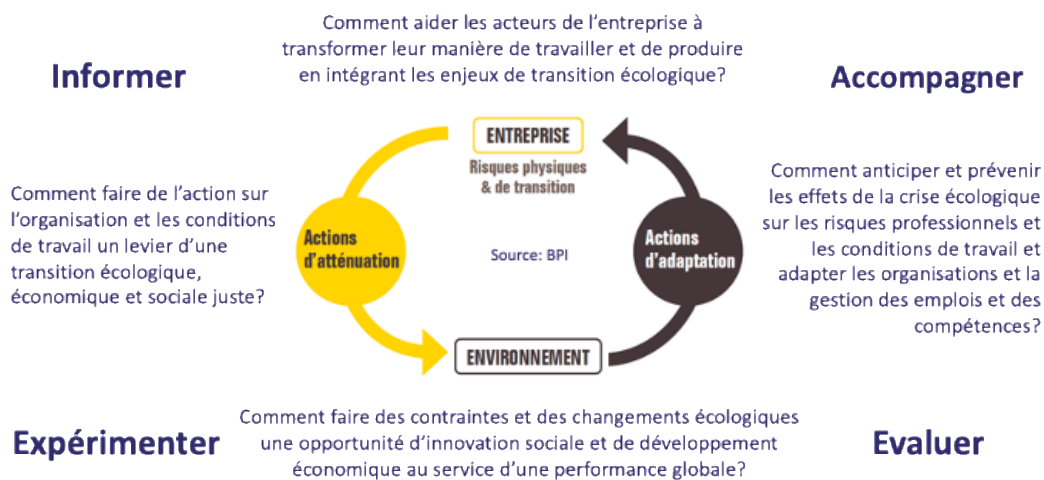 Comment aider les acteurs de l'entreprise à
transformer leur manière de travailler et de produire
en intégrant les enjeux de transition écologique?
Informer
Accompagner
ENTREPRISE
Risques physiques
& de transition
Comment faire de l'action sur
l'organisation et les conditions
de travail un levier d'une
transition écologique,
économique et sociale juste?
Actions
d'atténuation
Source: BPI
Actions
d'adaptation
Comment anticiper et prévenir
les effets de la crise écologique
sur les risques professionnels et
les conditions de travail et
adapter les organisations et la
gestion des emplois et des
compétences?
ENVIRONNEMENT
Expérimenter
Comment faire des contraintes et des changements écologiques
une opportunité d'innovation sociale et de développement
économique au service d'une performance globale?
Evaluer